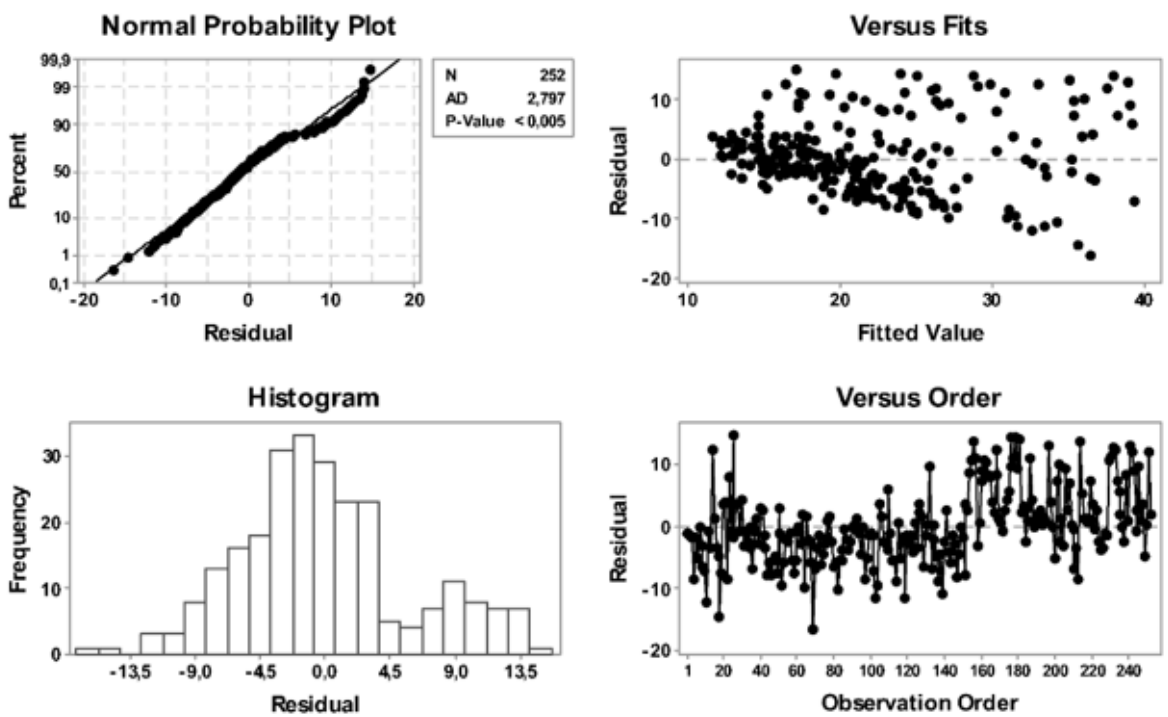 Normal Probability Plot
99,9
99
90
50
10
1
0,1
Percent
-20 -10 0 10 20
Residual
N 252
AD 2,797
P-Value < 0,005
Versus Fits
10
0
-10
-20
Residual
10 20 30 40
Fitted Value
Histogram
30
20
10
0
Frequency
-13,5 -9,0 -4,5 0,0 4,5 9,0 13,5
Residual
Versus Order
10
0
-10
-20
Residual
1 20 40 60 80 100 120 140 160 180 200 220 240
Observation Order